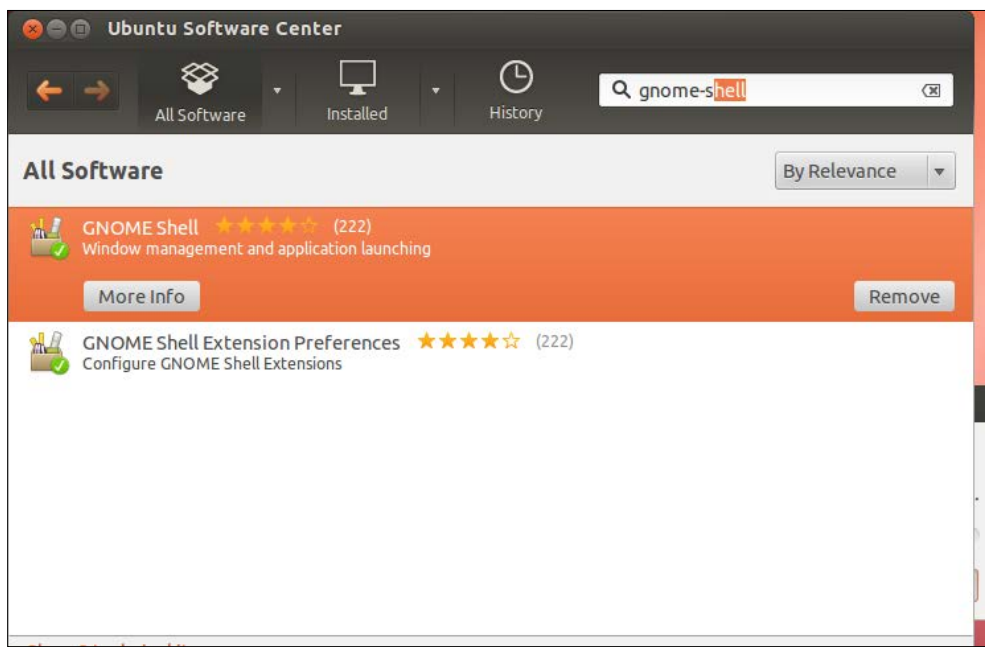 Ubuntu Software Center
All Software
Installed
History
gnome-shell
All Software
By Relevance
GNOME Shell (222)
Window management and application launching
More Info
Remove
GNOME Shell Extension Preferences (222)
Configure GNOME Shell Extensions